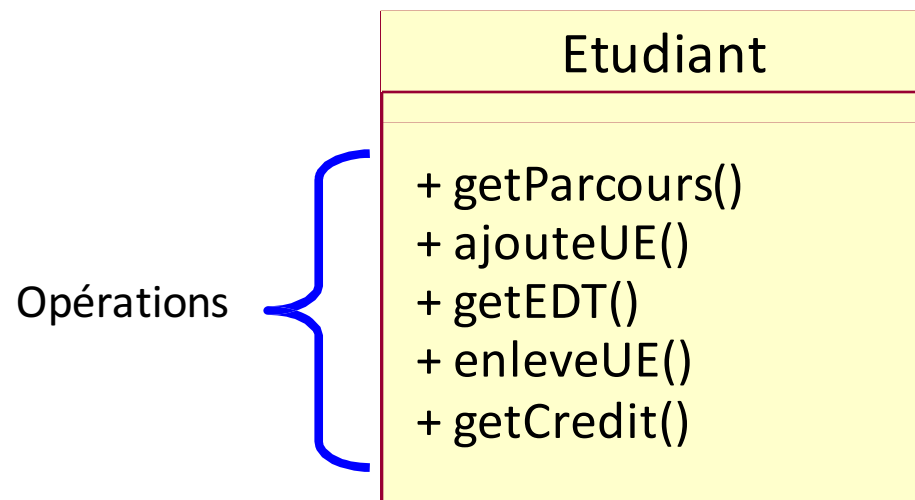 Etudiant
+ getParcours()
+ ajouteUE()
Opérations
+ getEDT()
+ enleveUE()
+ getCredit()